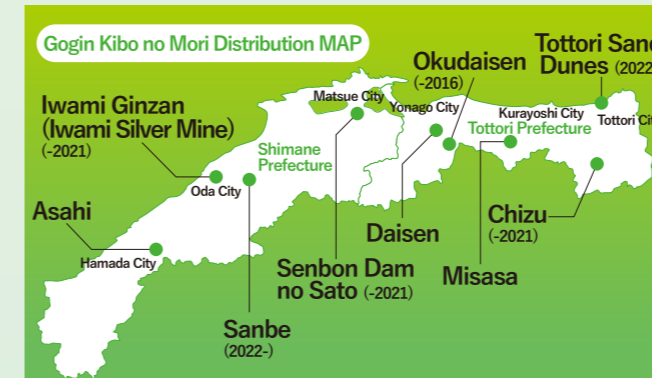 Gogin Kibo no Mori Distribution MAP
Tottori
Dunes (2022
Okudaisen
(-2016)
Matsue City
Yonago City
Kurayoshi City
Tottori Prefecture
Tottori
Iwami Ginzan
(Iwami Silver Mine)
(-2021)
Shimane
Prefecture
Oda City
Asahi
Hamada City
Daisen
Chizu
(-2021)
Senbon Dam
no Sato (-2021)
Misasa
Sanbe
(2022-)